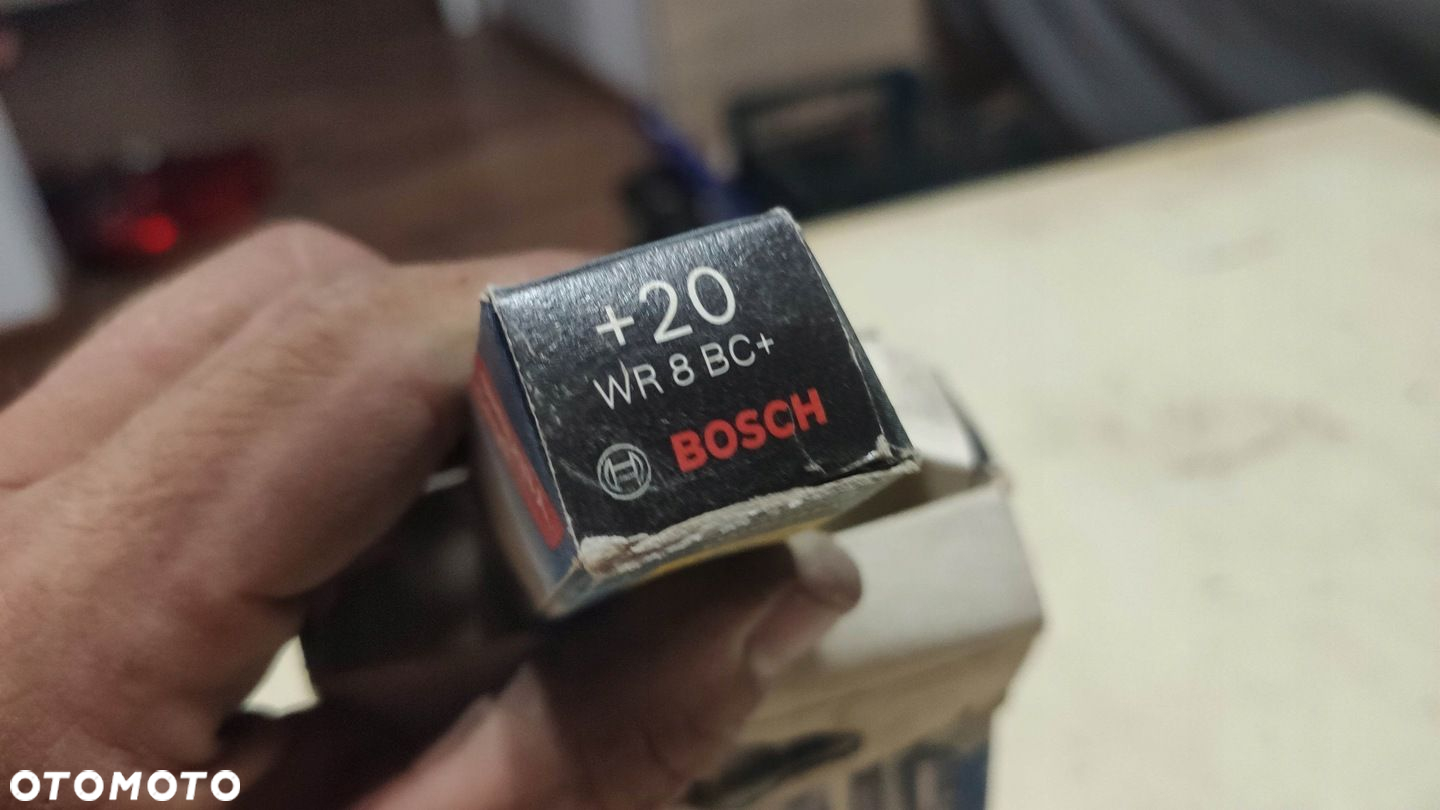 +20
WR 8 BC+
BOSCH
OTOMOTO